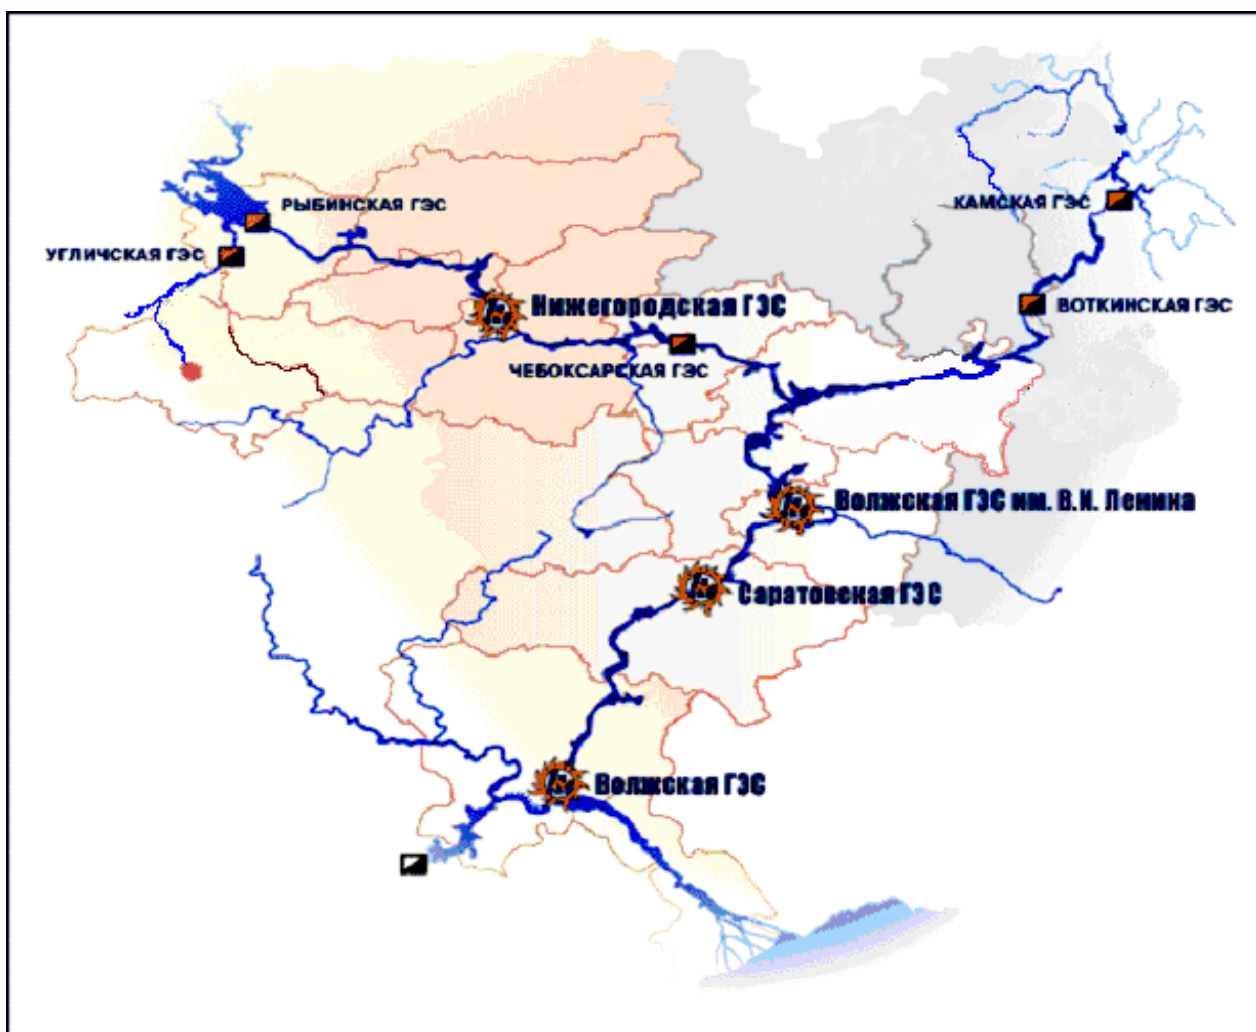 КАМСКАЯ ГЭС
РЫБИНСКАЯ ГЭС
УГЛИЧСКАЯ ГЭС
Нижегородская ГЭС
ВОТКИНСКАЯ ГЭС
ЧЕБОКСАРСКАЯ ГЭС
Волжская ГЭС им. В.И. Ленина
Саратовская ГЭС
Волжская ГЭС